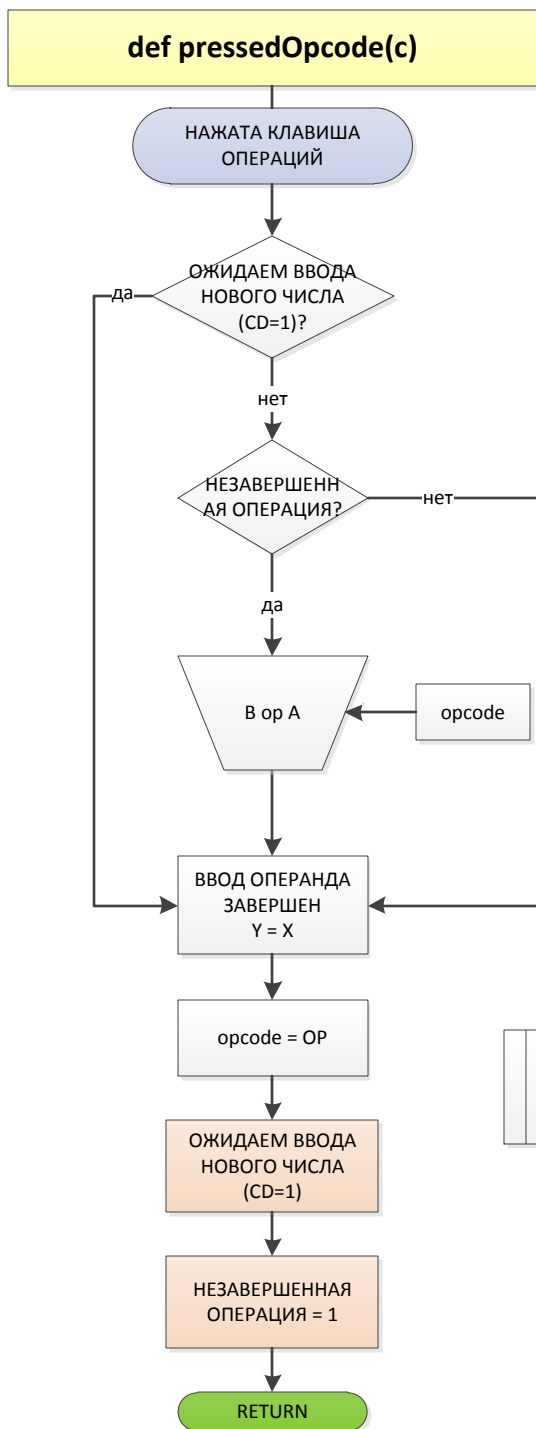 def pressedOpcode(c)
НАЖАТА КЛАВИША
ОПЕРАЦИЙ
ОЖИДАЕМ ВВОДА
НОВОГО ЧИСЛА
(CD=1)?
да
нет
НЕЗАВЕРШЕНН
АЯ ОПЕРАЦИЯ?
нет
да
B op A
opcode
ВВОД ОПЕРАНДА
ЗАВЕРШЕН
Y = X
opcode = OP
ОЖИДАЕМ ВВОДА
НОВОГО ЧИСЛА
(CD=1)
НЕЗАВЕРШЕННАЯ
ОПЕРАЦИЯ = 1
RETURN